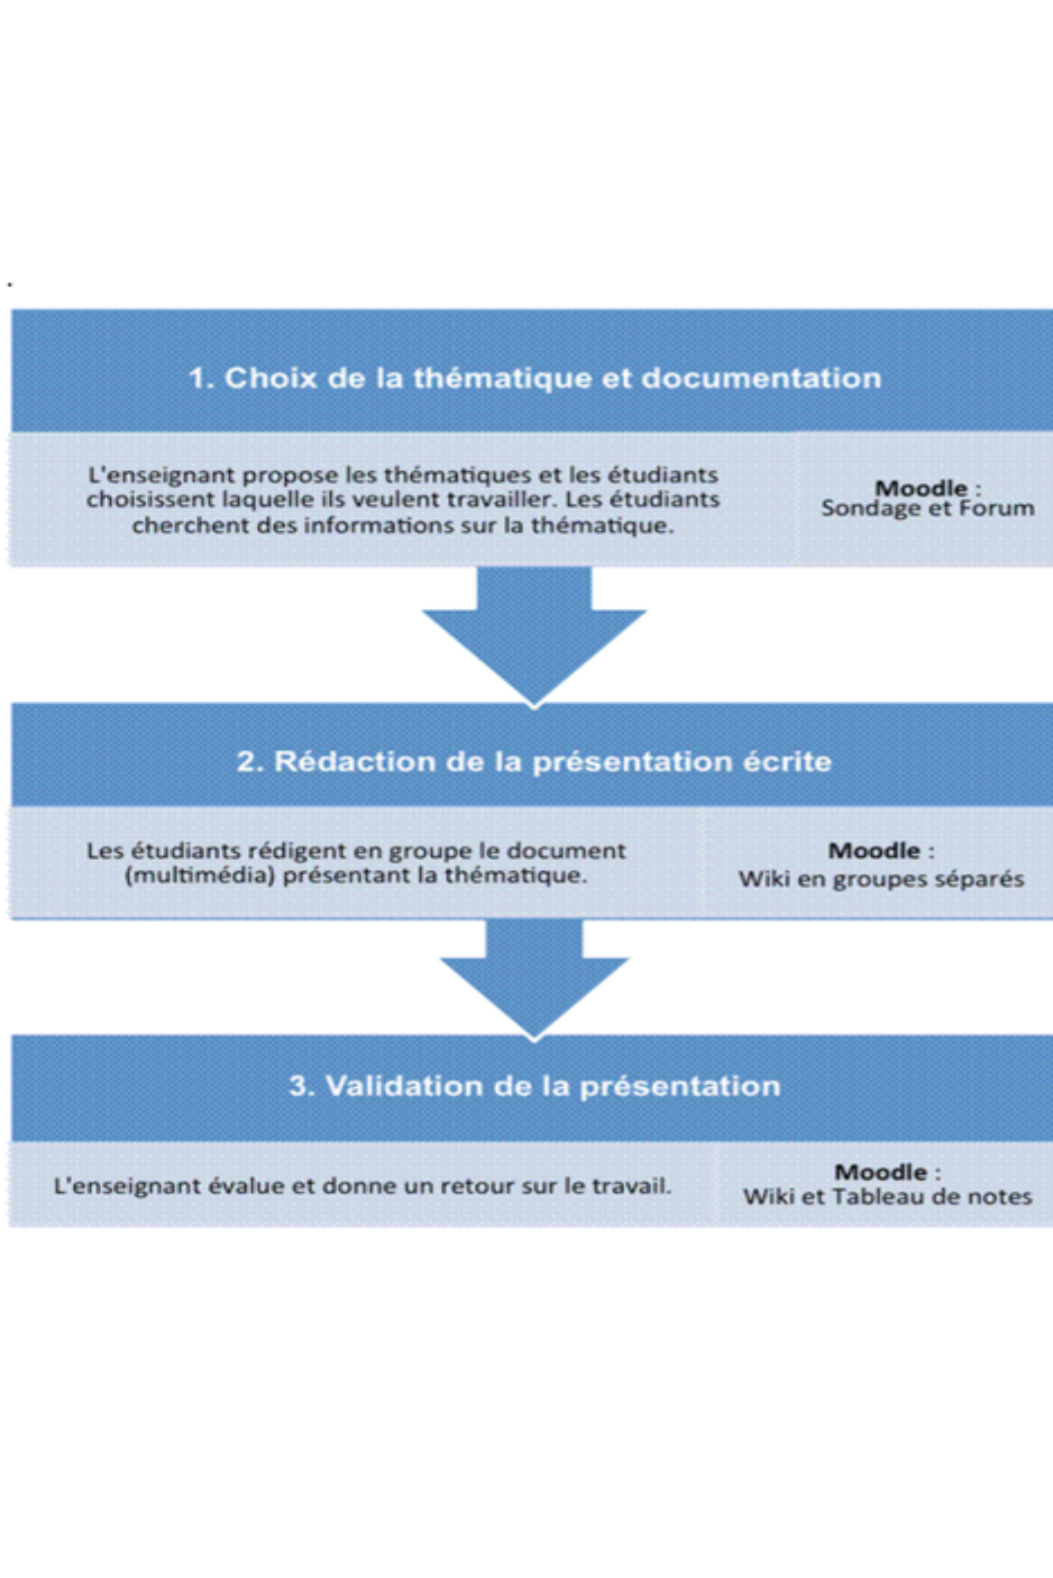 1. Choix de la thématique et documentation
L'enseignant propose les thématiques et les étudiants
choisissent laquelle ils veulent travailler. Les étudiants
cherchent des informations sur la thématique.
Moodle :
Sondage et Forum
2. Rédaction de la présentation écrite
Les étudiants rédigent en groupe le document
(multimédia) présentant la thématique.
Moodle :
Wiki en groupes séparés
3. Validation de la présentation
L'enseignant évalue et donne un retour sur le travail.
Moodle :
Wiki et Tableau de notes